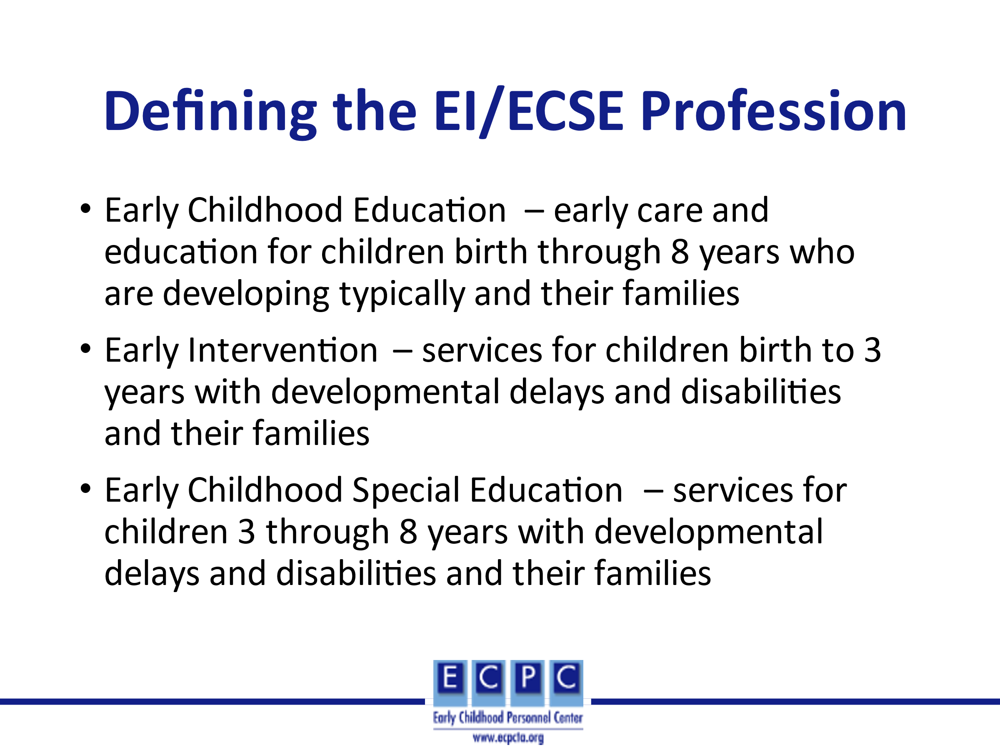 Defining the EI/ECSE Profession
• Early Childhood Education – early care and
education for children birth through 8 years who
are developing typically and their families
• Early Intervention – services for children birth to 3
years with developmental delays and disabilities
and their families
• Early Childhood Special Education – services for
children 3 through 8 years with developmental
delays and disabilities and their families
E C P C
Early Childhood Personnel Center
www.ecpcta.org